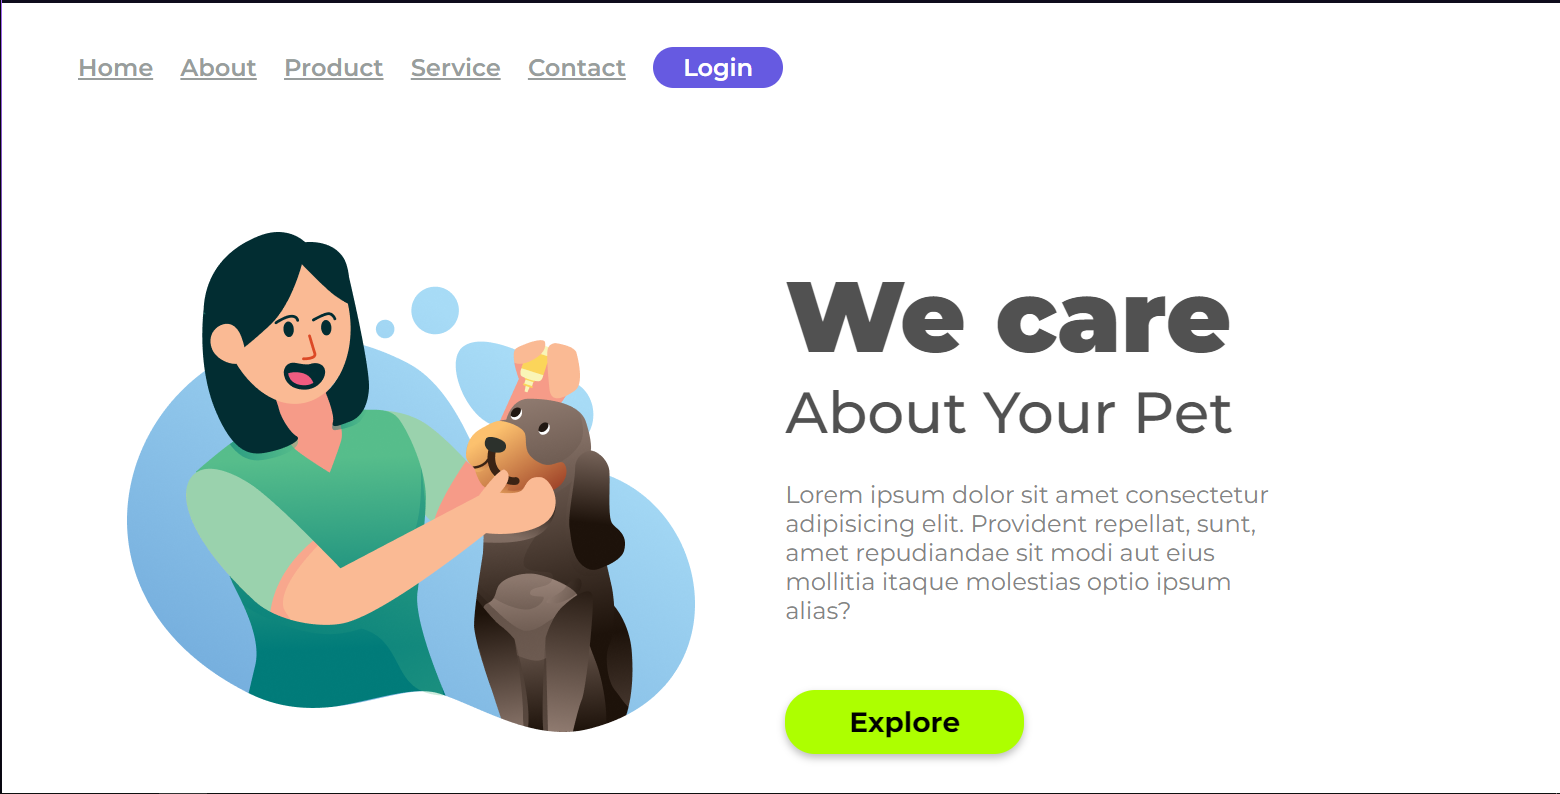 Home About Product Service Contact Login
We care
About Your Pet
Lorem ipsum dolor sit amet consectetur
adipisicing elit. Provident repellat, sunt,
amet repudiandae sit modi aut eius
mollitia itaque molestias optio ipsum
alias?
Explore